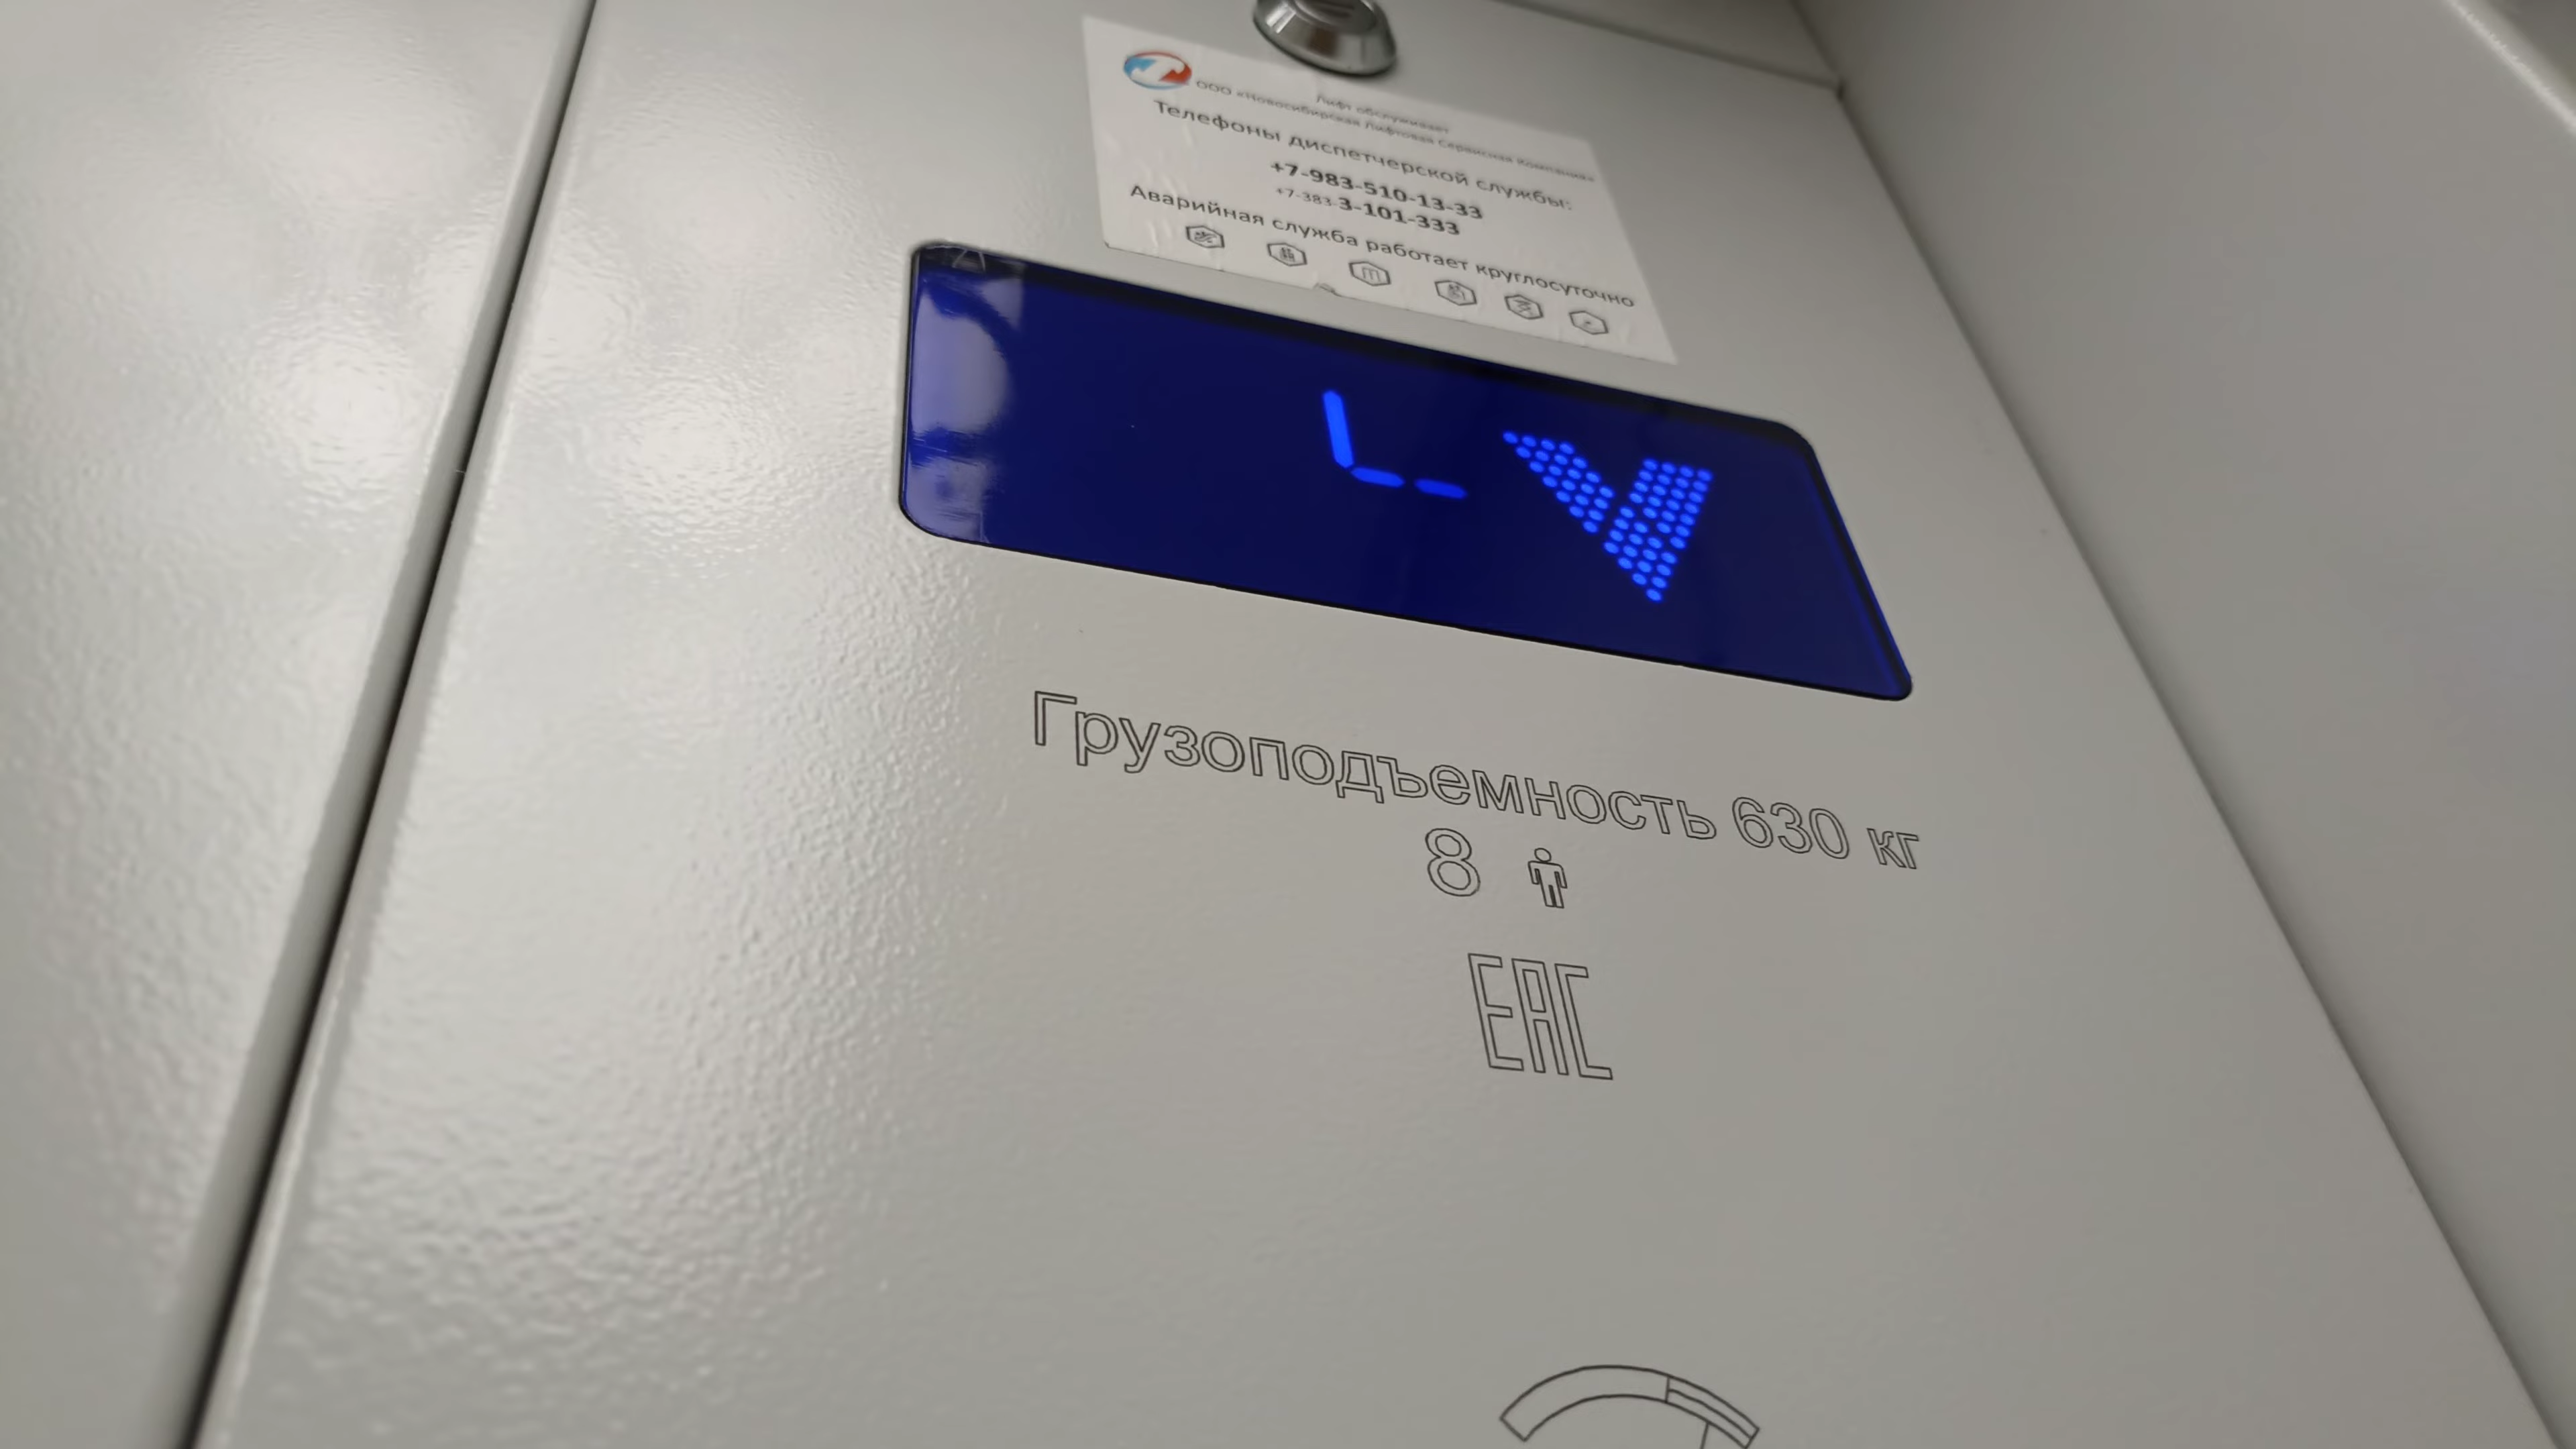 Лифт обслуживает
ООО «Новосибирская Лифтовая Сервисная Компания»
Телефоны диспетчерской службы:
+7-983-510-13-33
+7-383-3-101-333
Аварийная служба работает круглосуточно
Грузоподъемность 630 кг
8
EAC